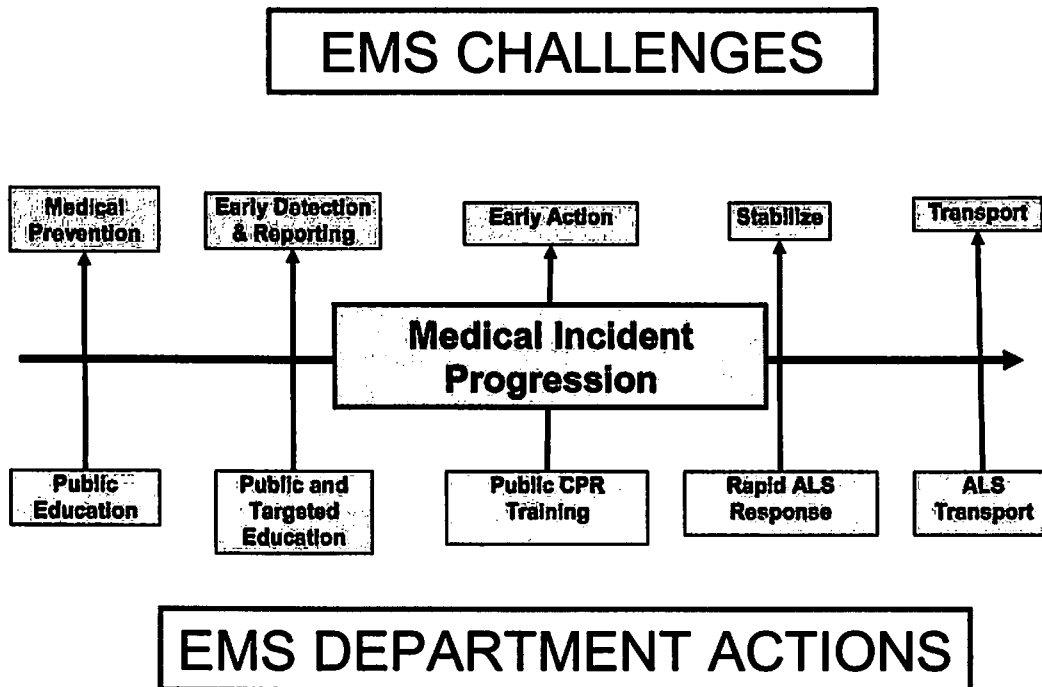 EMS CHALLENGES
Medical
Prevention
Early Detection
& Reporting
Early Action
Stabilize
Transport
Medical Incident
Progression
Public
Education
Public and
Targeted
Education
Public CPR
Training
Rapid ALS
Response
ALS
Transport
EMS DEPARTMENT ACTIONS